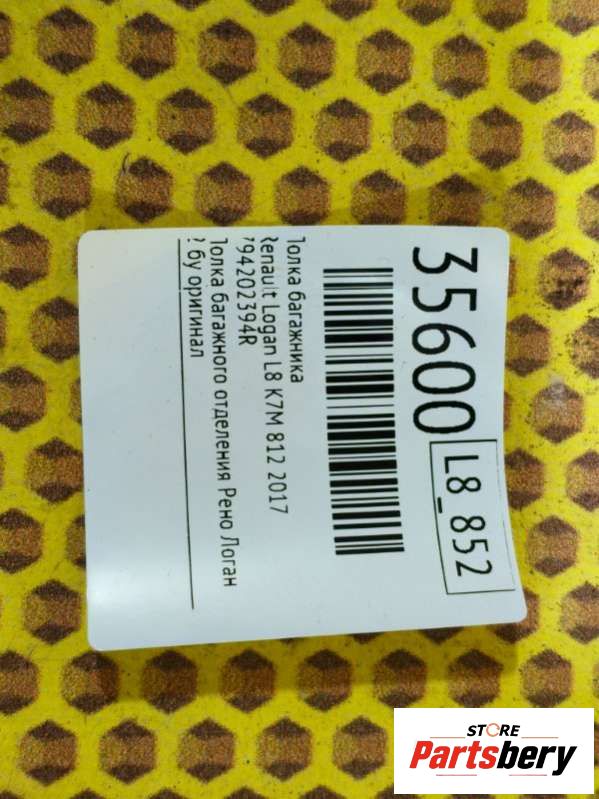 35600
L8_852
Полка багажника
Renault Logan L8 K7M 812 2017
794202394R
Полка багажного отделения Рено Логан
2 бу оригинал
STORE
Partsbery